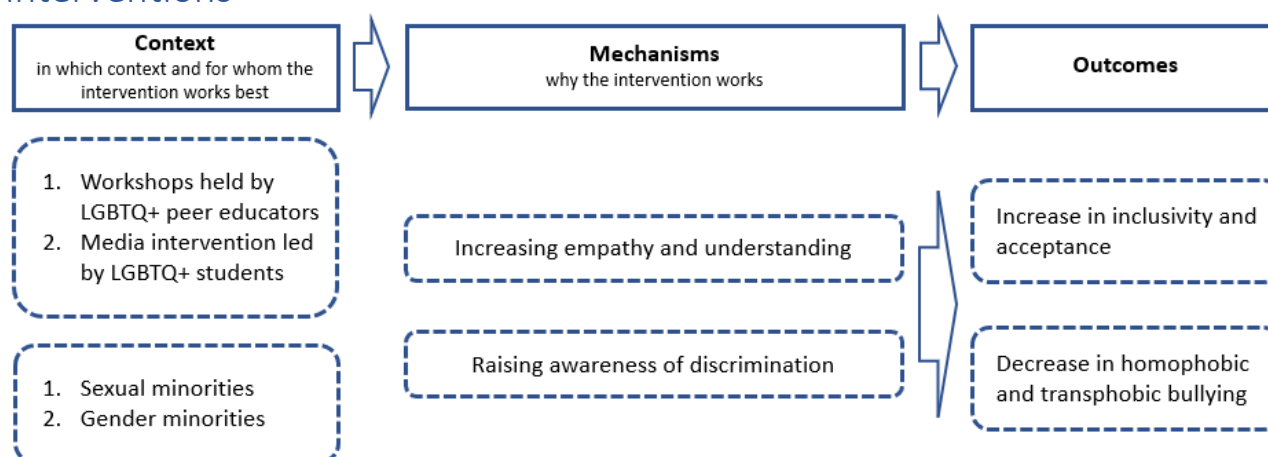 interventions
Context
in which context and for whom the
intervention works best
Mechanisms
why the intervention works
Outcomes
1. Workshops held by
LGBTQ+ peer educators
2. Media intervention led
by LGBTQ+ students
Increasing empathy and understanding
Increase in inclusivity and
acceptance
1. Sexual minorities
2. Gender minorities
Raising awareness of discrimination
Decrease in homophobic
and transphobic bullying